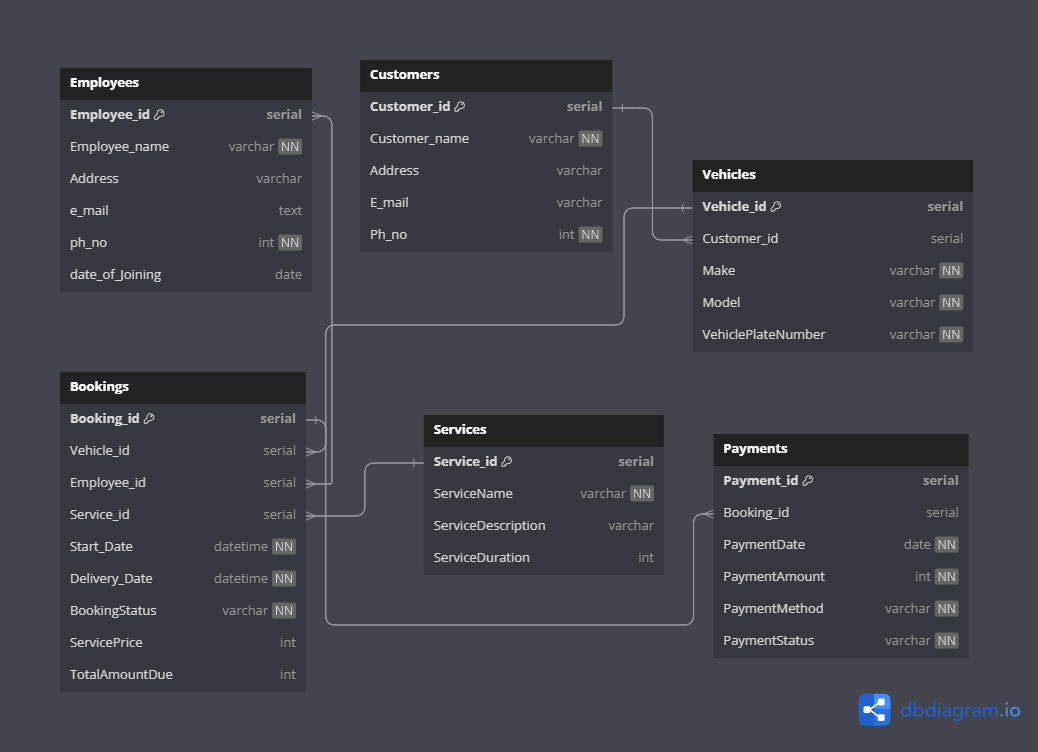 Employees
Employee_id serial
Employee_name varchar NN
Address varchar
e_mail text
ph_no int NN
date_of_Joining date
Customers
Customer_id serial
Customer_name varchar NN
Address varchar
E_mail varchar
Ph_no int NN
Vehicles
Vehicle_id serial
Customer_id serial
Make varchar NN
Model varchar NN
VehiclePlateNumber varchar NN
Bookings
Booking_id serial
Vehicle_id serial
Employee_id serial
Service_id serial
Start_Date datetime NN
Delivery_Date datetime NN
BookingStatus varchar NN
ServicePrice int
TotalAmountDue int
Services
Service_id serial
ServiceName varchar NN
ServiceDescription varchar
ServiceDuration int
Payments
Payment_id serial
Booking_id serial
PaymentDate date NN
PaymentAmount int NN
PaymentMethod varchar NN
PaymentStatus varchar NN
dbdiagram.io